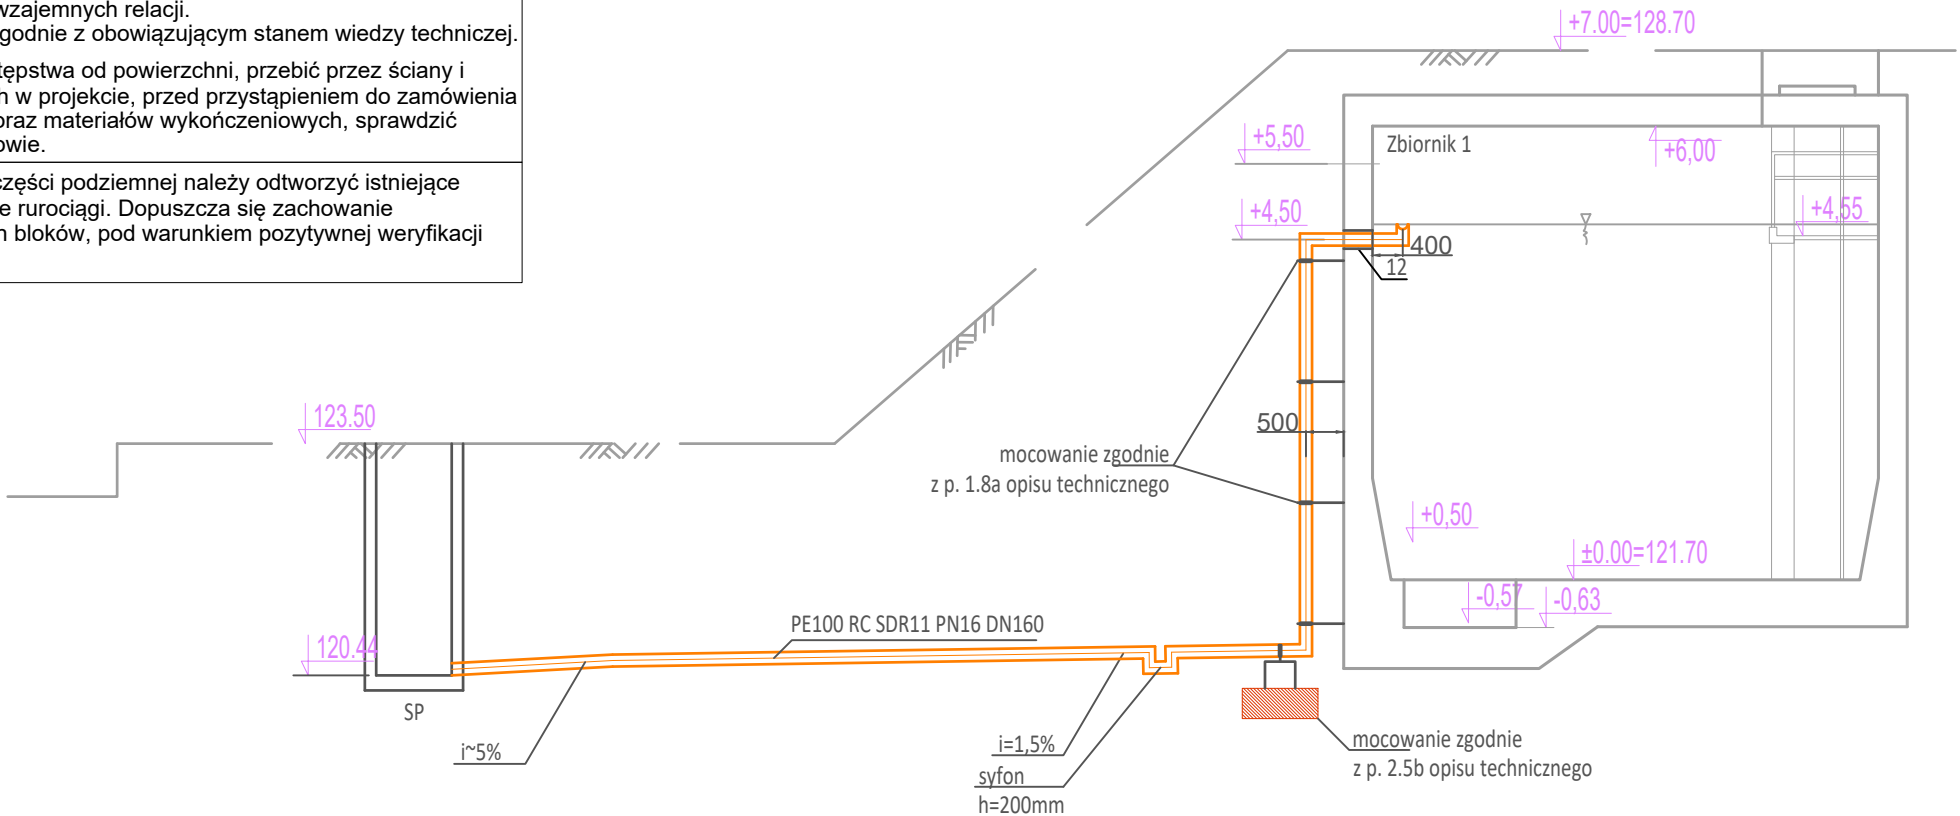 wzajemnych relacji.
godnie z obowiązującym stanem wiedzy techniczej.
tępstwa od powierzchni, przebić przez ściany i
h w projekcie, przed przystąpieniem do zamówienia
oraz materiałów wykończeniowych, sprawdzić
owie.
części podziemnej należy odtworzyć istniejące
e rurociągi. Dopuszcza się zachowanie
h bloków, pod warunkiem pozytywnej weryfikacji
+7.00=128.70
+5,50
Zbiornik 1
+6,00
+4,50
+4,55
400
12
123.50
500
mocowanie zgodnie
z p. 1.8a opisu technicznego
+0,50
±0.00=121.70
-0,57
-0,63
PE100 RC SDR11 PN16 DN160
120.44
SP
i~5%
i=1,5%
syfon
h=200mm
mocowanie zgodnie
z p. 2.5b opisu technicznego